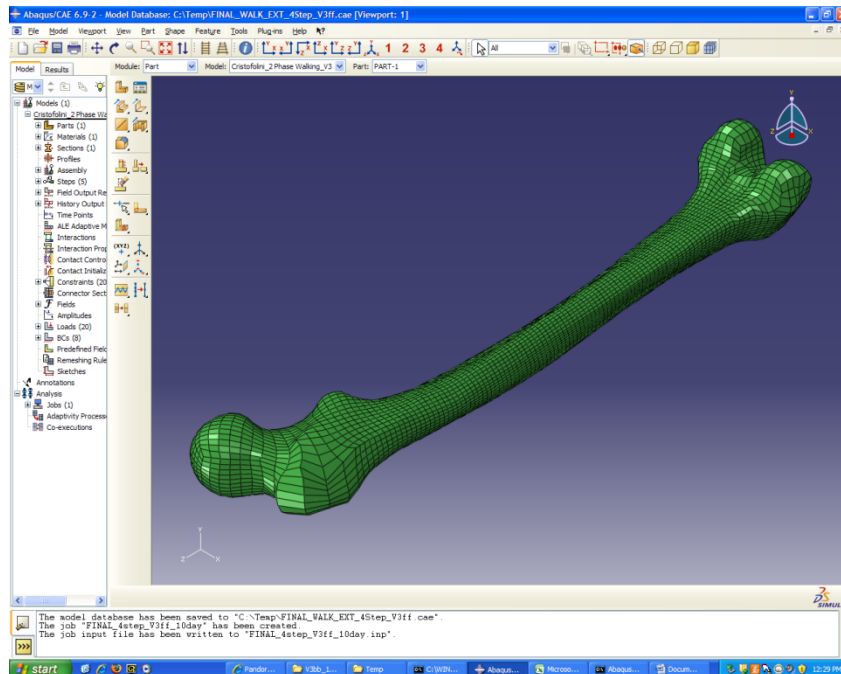 Abaqus/CAE 6.9-2 - Model Database: C:\Temp\FINAL_WALK_EXT_4Step_V3ff.cae [Viewport: 1]
File Model Viewport View Part Shape Feature Tools Plug-ins Help
1 2 3 4 All
Model Results Module: Part Model: Cristofolini_2 Phase Walking_V3 Part: PART-1
Models (1)
Cristofolini_2 Phase Wa
Parts (1)
Materials (1)
Sections (1)
Profiles
Assembly
Steps (5)
Field Output Re
History Output
Time Points
ALE Adaptive M
Interactions
Interaction Prop
Contact Contro
Contact Initializ
Constraints (20
Connector Sect
Fields
Amplitudes
Loads (20)
BCs (8)
Predefined Field
Remeshing Rule
Sketches
Annotations
Analysis
Jobs (1)
Adaptivity Process
Co-executions
(XYZ)
Y
Z X
Y
Z X
SIMUL
The model database has been saved to "C:\Temp\FINAL_WALK_EXT_4Step_V3ff.cae".
The job "FINAL_4step_V3ff_10day" has been created.
The job input file has been written to "FINAL_4step_V3ff_10day.inp".
>>>
start Pandor... V3bb_1... Temp C:\WIN... Abaqus... Microso... Abaqus... Docum... 12:29 PM